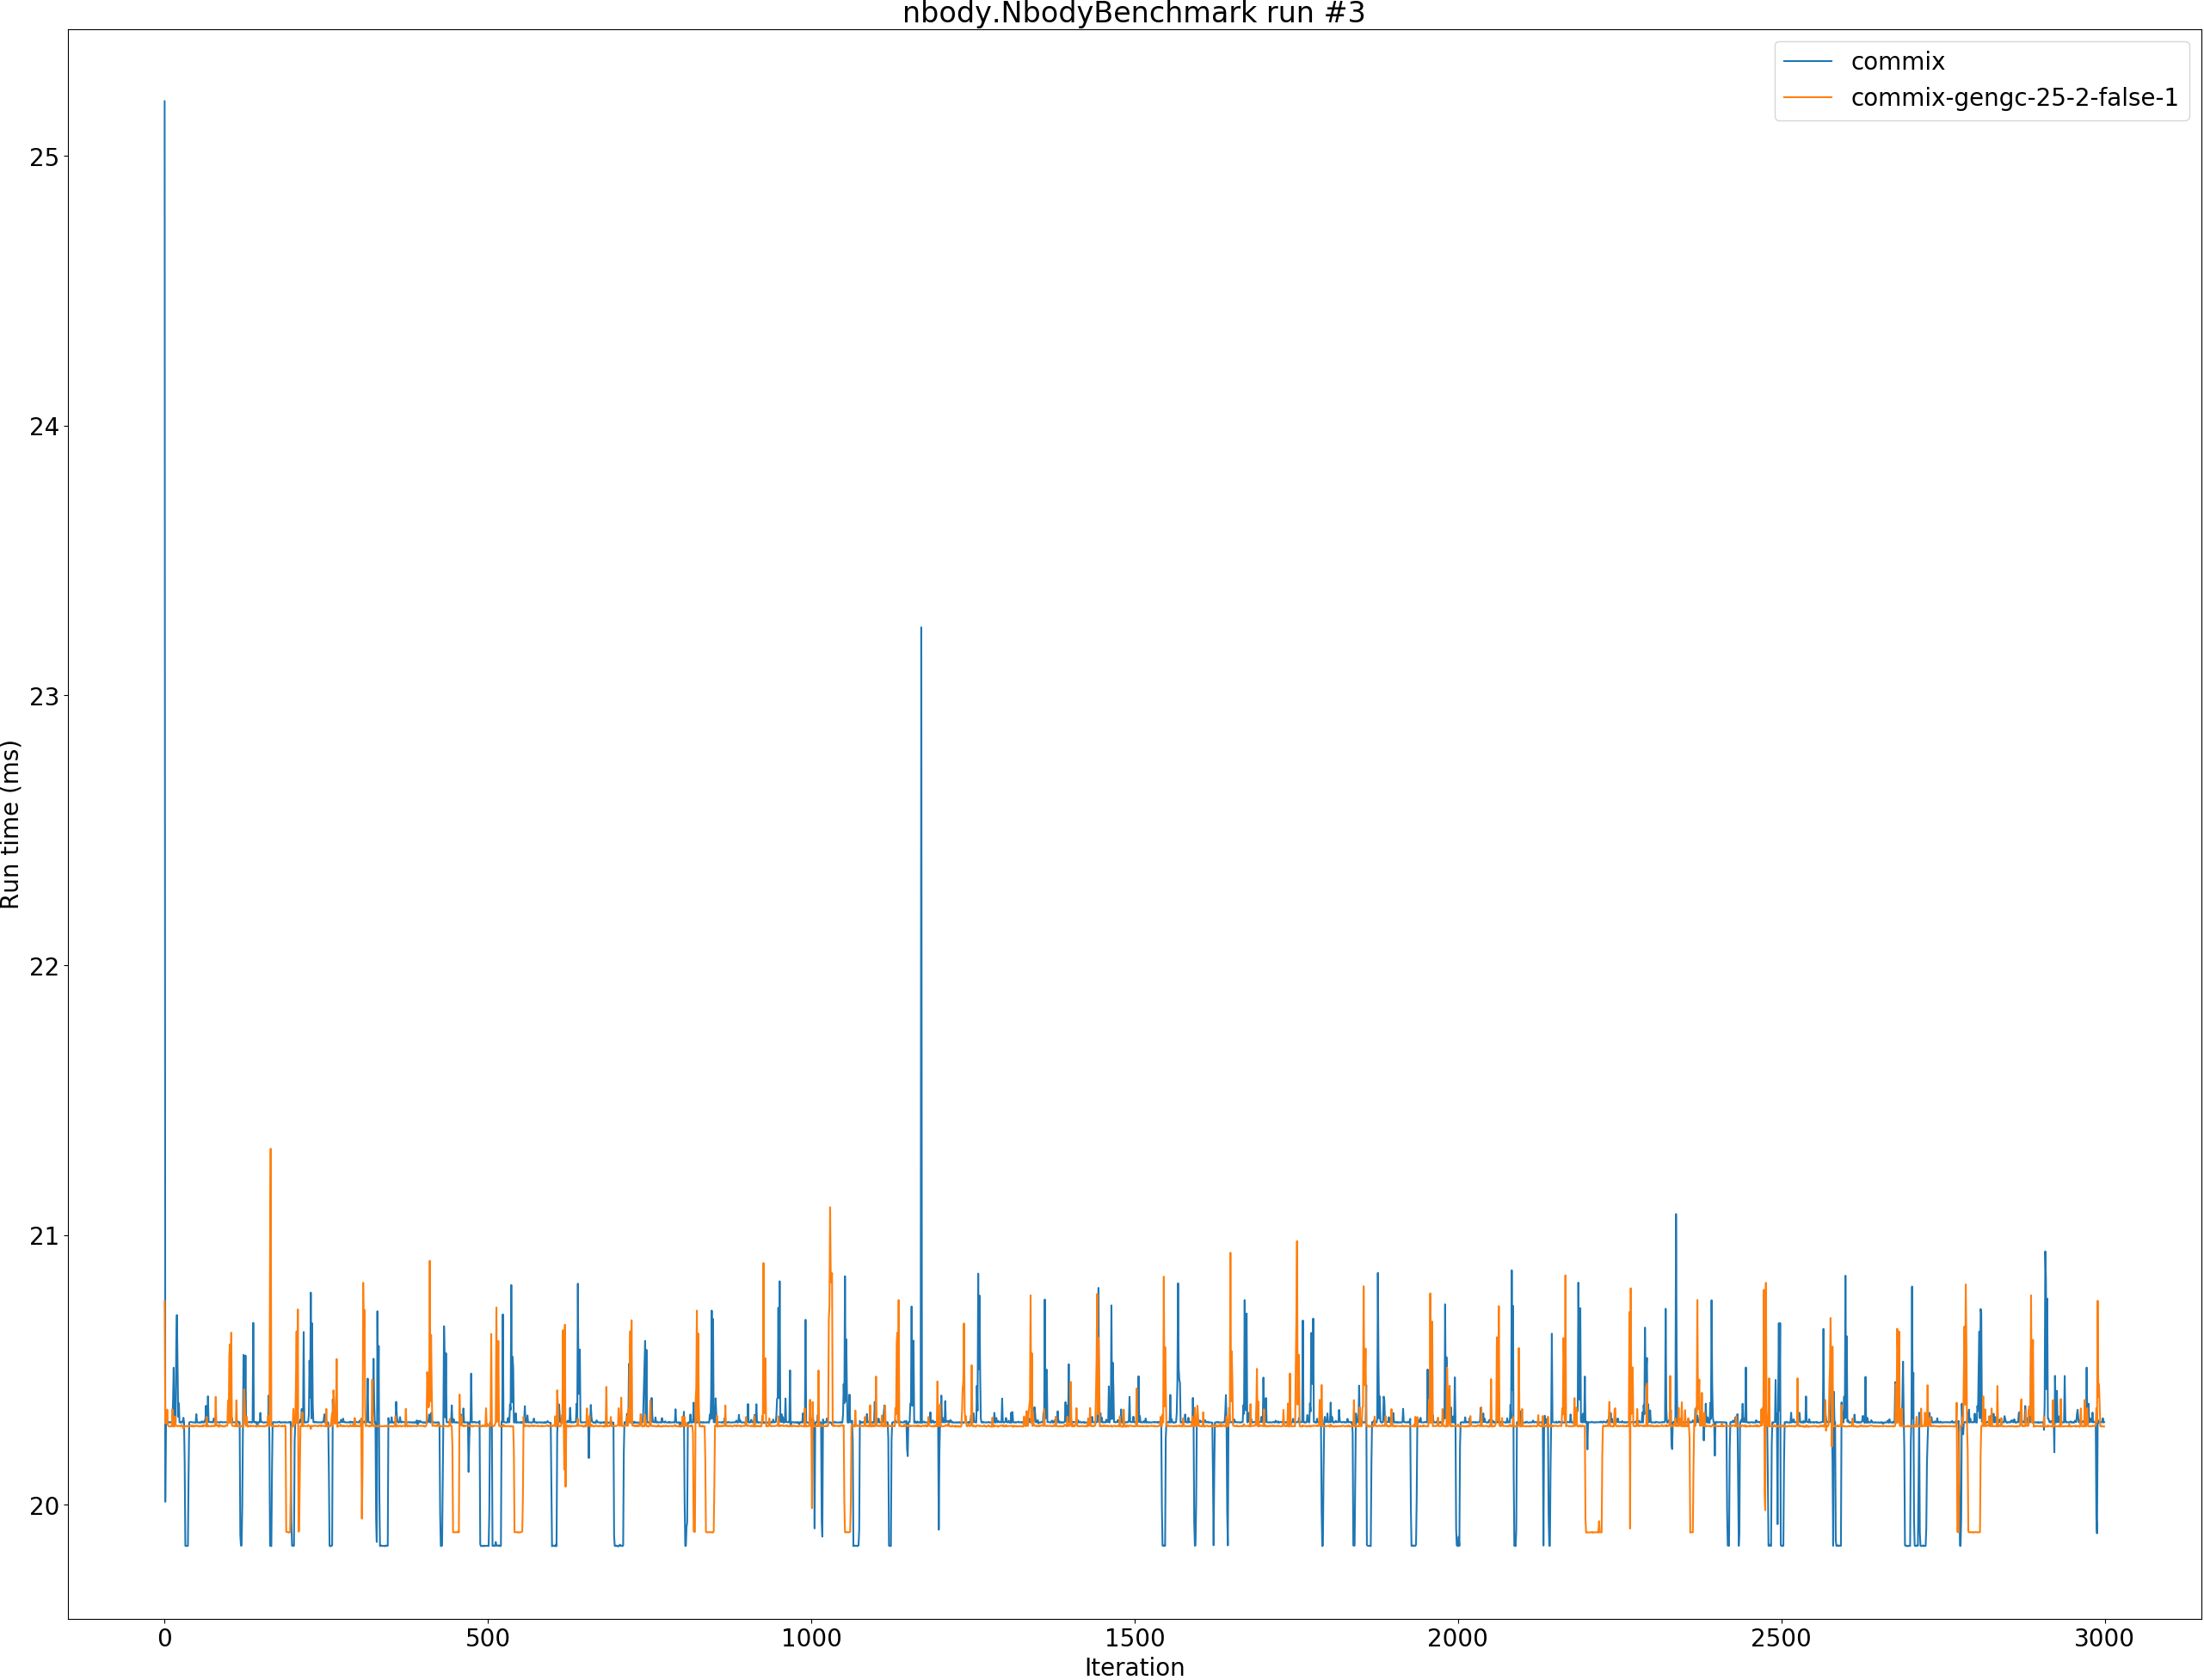 nbody.NbodyBenchmark run #3
commix
commix-gengc-25-2-false-1
25
24
23
22
21
20
Run time (ms)
0
500
1000
1500
2000
2500
3000
Iteration